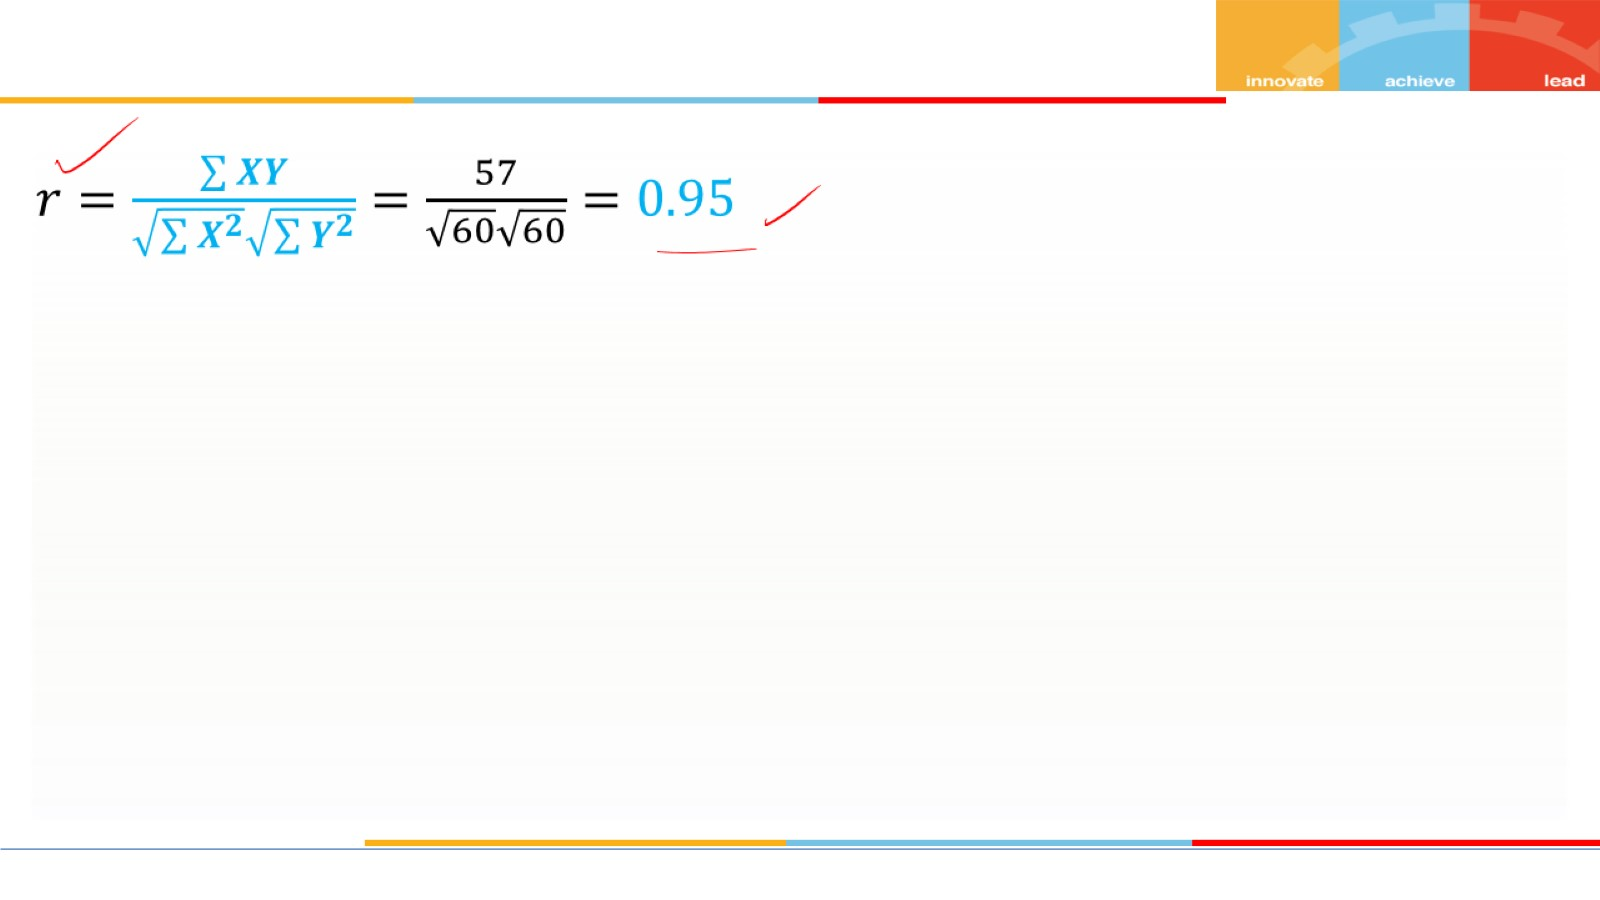 innovate achieve lead
r = ∑ XY / √∑ X² √∑ Y² = 57 / √60 √60 = 0.95